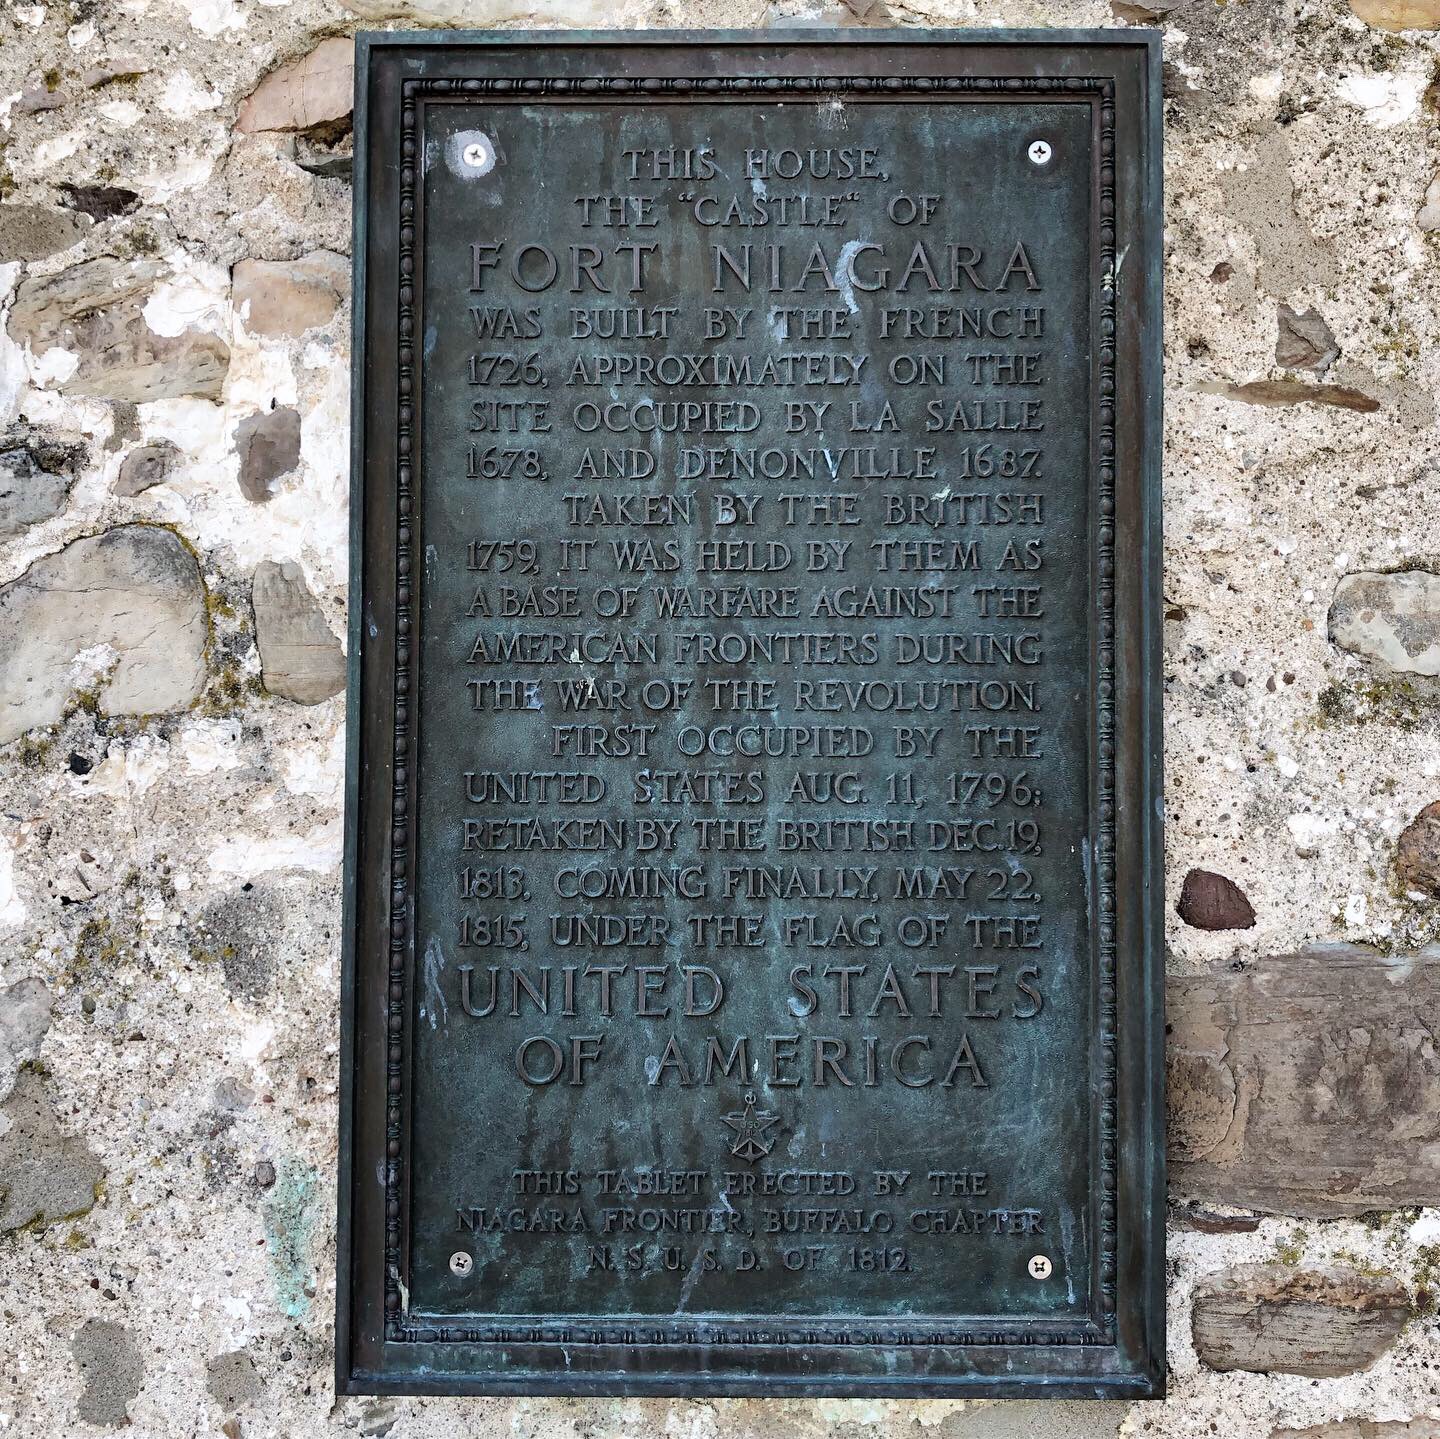 THIS HOUSE,
THE “CASTLE“ OF
FORT NIAGARA
WAS BUILT BY THE FRENCH
1726, APPROXIMATELY ON THE
SITE OCCUPIED BY LA SALLE
1678, AND DENONVILLE 1687.
TAKEN BY THE BRITISH
1759, IT WAS HELD BY THEM AS
A BASE OF WARFARE AGAINST THE
AMERICAN FRONTIERS DURING
THE WAR OF THE REVOLUTION.
FIRST OCCUPIED BY THE
UNITED STATES AUG. 11, 1796;
RETAKEN BY THE BRITISH DEC. 19,
1813, COMING FINALLY, MAY 22,
1815, UNDER THE FLAG OF THE
UNITED STATES
OF AMERICA
THIS TABLET ERECTED BY THE
NIAGARA FRONTIER, BUFFALO CHAPTER
N. S. U. S. D. OF 1812.